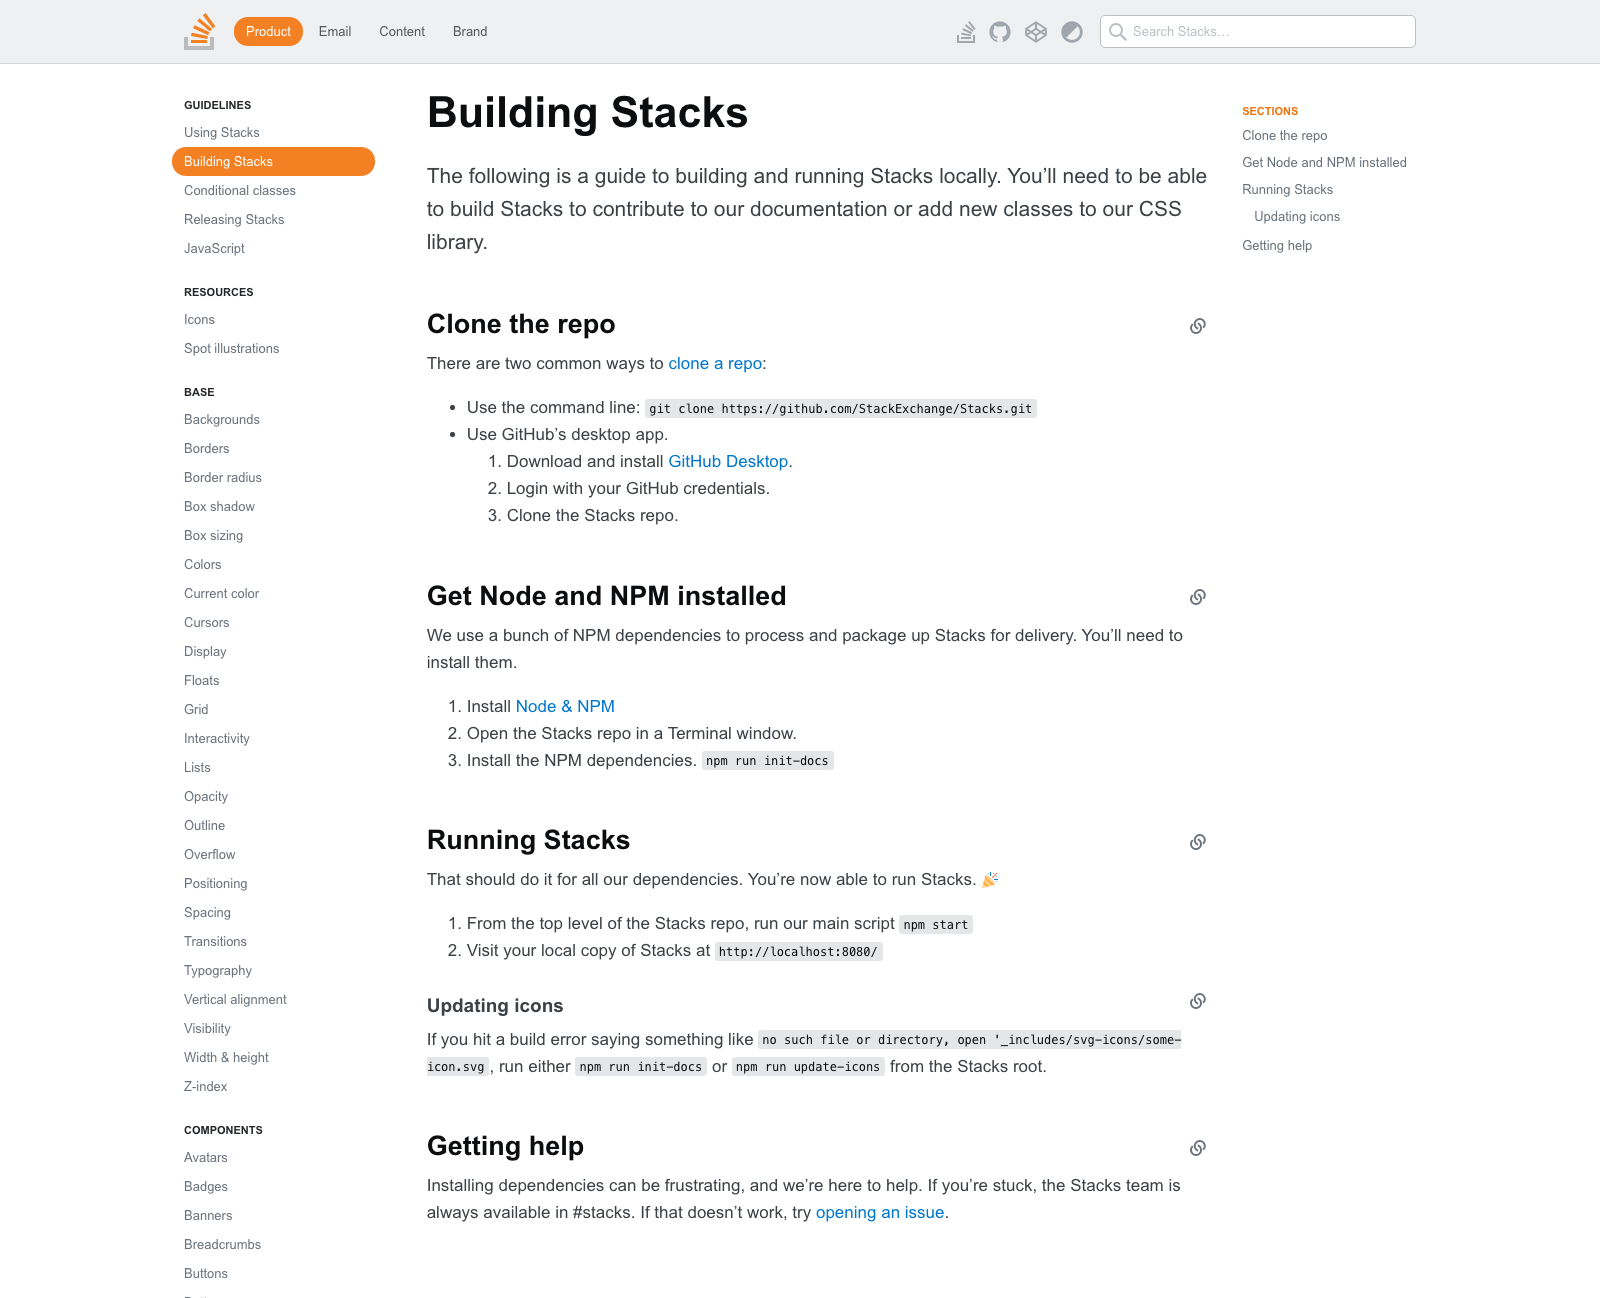 Product
Email
Content
Brand
Search Stacks…
GUIDELINES
Using Stacks
Building Stacks
Conditional classes
Releasing Stacks
JavaScript
RESOURCES
Icons
Spot illustrations
BASE
Backgrounds
Borders
Border radius
Box shadow
Box sizing
Colors
Current color
Cursors
Display
Floats
Grid
Interactivity
Lists
Opacity
Outline
Overflow
Positioning
Spacing
Transitions
Typography
Vertical alignment
Visibility
Width & height
Z-index
COMPONENTS
Avatars
Badges
Banners
Breadcrumbs
Buttons
Building Stacks
The following is a guide to building and running Stacks locally. You’ll need to be able
to build Stacks to contribute to our documentation or add new classes to our CSS
library.
Clone the repo
There are two common ways to clone a repo:
• Use the command line: git clone https://github.com/StackExchange/Stacks.git
• Use GitHub’s desktop app.
1. Download and install GitHub Desktop.
2. Login with your GitHub credentials.
3. Clone the Stacks repo.
Get Node and NPM installed
We use a bunch of NPM dependencies to process and package up Stacks for delivery. You’ll need to
install them.
1. Install Node & NPM
2. Open the Stacks repo in a Terminal window.
3. Install the NPM dependencies. npm run init-docs
Running Stacks
That should do it for all our dependencies. You’re now able to run Stacks. 🎉
1. From the top level of the Stacks repo, run our main script npm start
2. Visit your local copy of Stacks at http://localhost:8080/
Updating icons
If you hit a build error saying something like no such file or directory, open '_includes/svg-icons/some-
icon.svg, run either npm run init-docs or npm run update-icons from the Stacks root.
Getting help
Installing dependencies can be frustrating, and we’re here to help. If you’re stuck, the Stacks team is
always available in #stacks. If that doesn’t work, try opening an issue.
SECTIONS
Clone the repo
Get Node and NPM installed
Running Stacks
Updating icons
Getting help